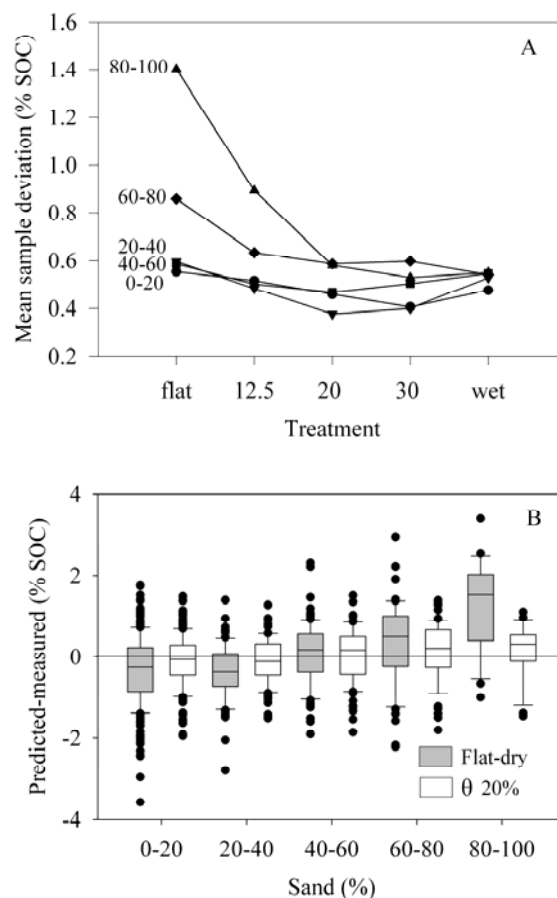 A
Mean sample deviation (% SOC)
1.6
1.4
1.2
1.0
0.8
0.6
0.4
0.2
80-100
60-80
20-40
40-60
0-20
flat 12.5 20 30 wet
Treatment
B
Predicted-measured (% SOC)
4
2
0
-2
-4
Flat-dry
θ 20%
0-20 20-40 40-60 60-80 80-100
Sand (%)